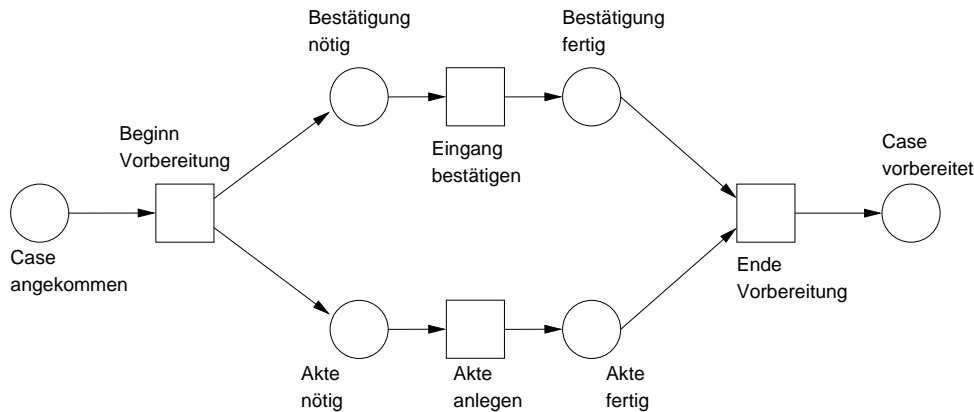 Bestätigung
nötig
Bestätigung
fertig
Beginn
Vorbereitung
Eingang
bestätigen
Case
vorbereitet
Case
angekommen
Ende
Vorbereitung
Akte
nötig
Akte
anlegen
Akte
fertig